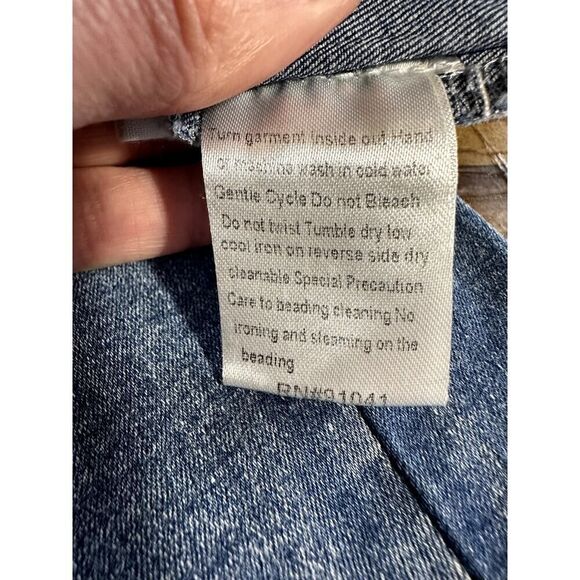 Turn garment inside out Hand
or machine wash in cold water
Gentle Cycle Do not Bleach
Do not twist Tumble dry low
cool iron on reverse side dry
cleanable Special Precaution
Care to beading cleaning No
ironing and steaming on the
beading
RN#91041